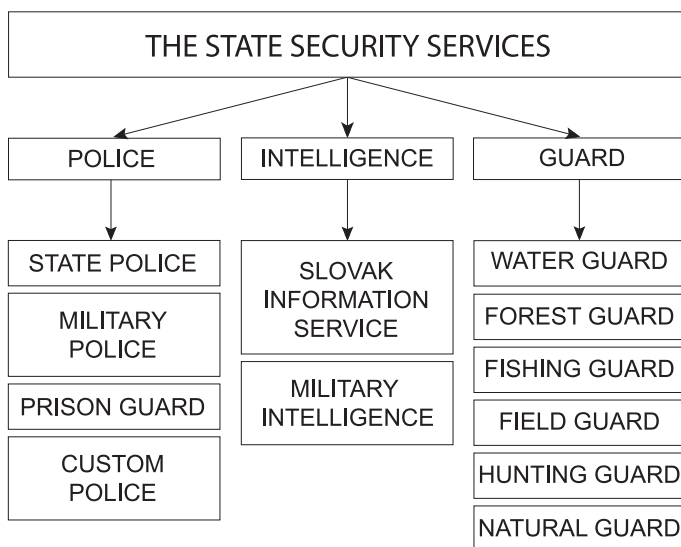 THE STATE SECURITY SERVICES
POLICE
INTELLIGENCE
GUARD
STATE POLICE
MILITARY
POLICE
PRISON GUARD
CUSTOM
POLICE
SLOVAK
INFORMATION
SERVICE
MILITARY
INTELLIGENCE
WATER GUARD
FOREST GUARD
FISHING GUARD
FIELD GUARD
HUNTING GUARD
NATURAL GUARD